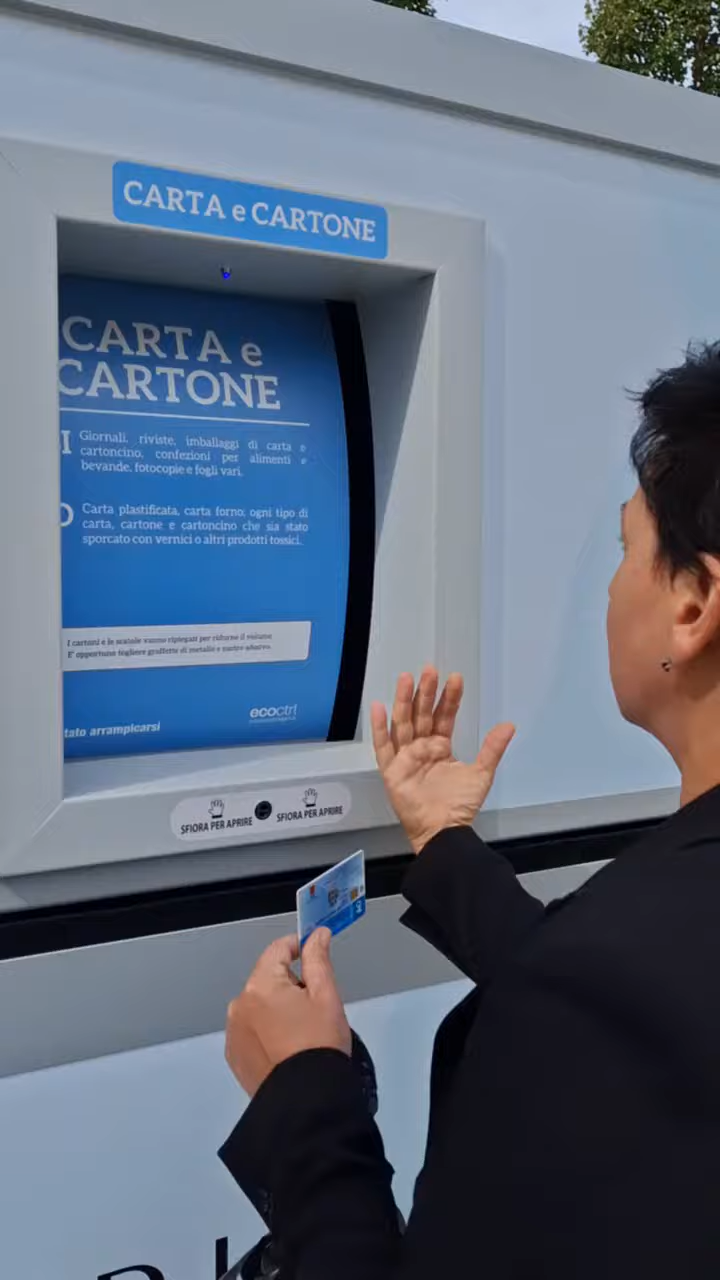 CARTA e CARTONE
CARTA e
CARTONE
I Giornali, riviste, imballaggi di carta e
cartoncino, confezioni per alimenti e
bevande, fotocopie e fogli vari.
O Carta plastificata, carta forno; ogni tipo di
carta, cartone e cartoncino che sia stato
sporcato con vernici o altri prodotti tossici.
I cartoni e le scatole vanno ripiegati per ridurne il volume
E' opportuno togliere graffette di metallo e nastro adesivo.
tato arrampicarsi
ecoctrl
SFIORA PER APRIRE
SFIORA PER APRIRE